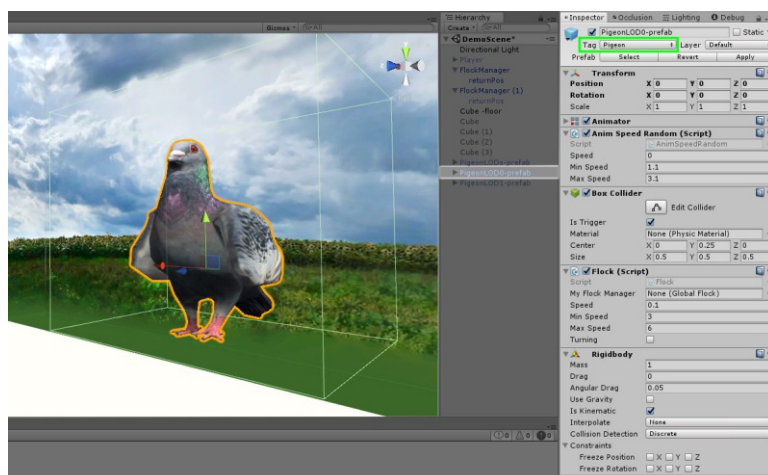 Hierarchy
Inspector Occlusion Lighting Debug
Gizmos All
Create All
PigeonLOD0-prefab Static
DemoScene*
Tag Pigeon Layer Default
Directional Light
Prefab Select Revert Apply
Player
FlockManager
Transform
returnPos
Position X 0 Y 0 Z 0
FlockManager (1)
Rotation X 0 Y 0 Z 0
returnPos
Scale X 1 Y 1 Z 1
Cube -floor
Cube
Animator
Cube (1)
Anim Speed Random (Script)
Cube (2)
Script AnimSpeedRandom
Cube (3)
Speed 0
Min Speed 1.1
PigeonLOD0-prefab
Max Speed 3.1
PigeonLOD1-prefab
Box Collider
Edit Collider
Is Trigger
Material None (Physic Material)
Center X 0 Y 0.25 Z 0
Size X 0.5 Y 0.5 Z 0.5
Flock (Script)
Script Flock
My Flock Manager None (Global Flock)
Speed 0.1
Min Speed 3
Max Speed 6
Turning
Rigidbody
Mass 1
Drag 0
Angular Drag 0.05
Use Gravity
Is Kinematic
Interpolate None
Collision Detection Discrete
Constraints
Freeze Position X Y Z
Freeze Rotation X Y Z
0 0 0